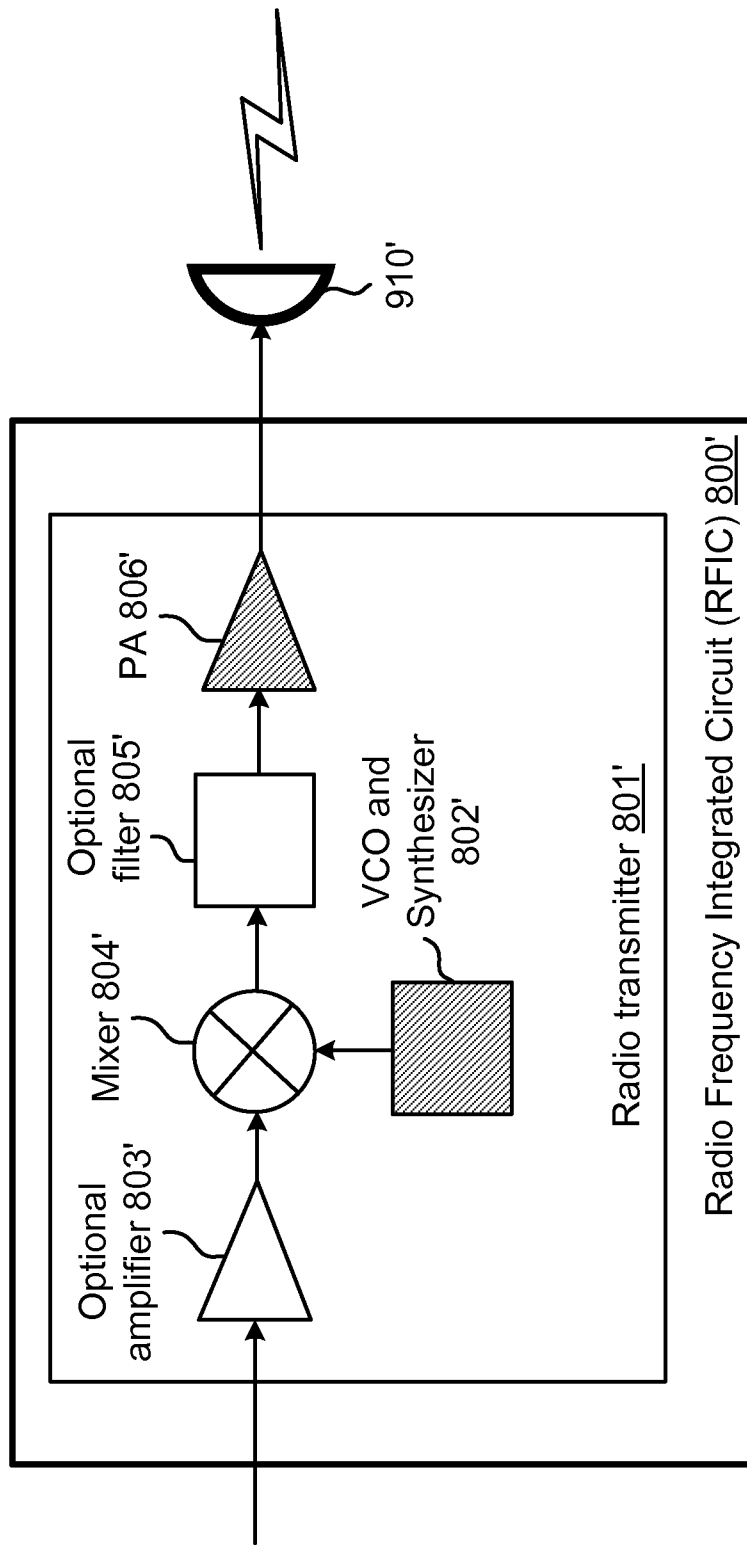 Optional
amplifier 803'
Mixer 804'
Optional
filter 805'
PA 806'
VCO and
Synthesizer
802'
910'
Radio transmitter 801'
Radio Frequency Integrated Circuit (RFIC) 800'